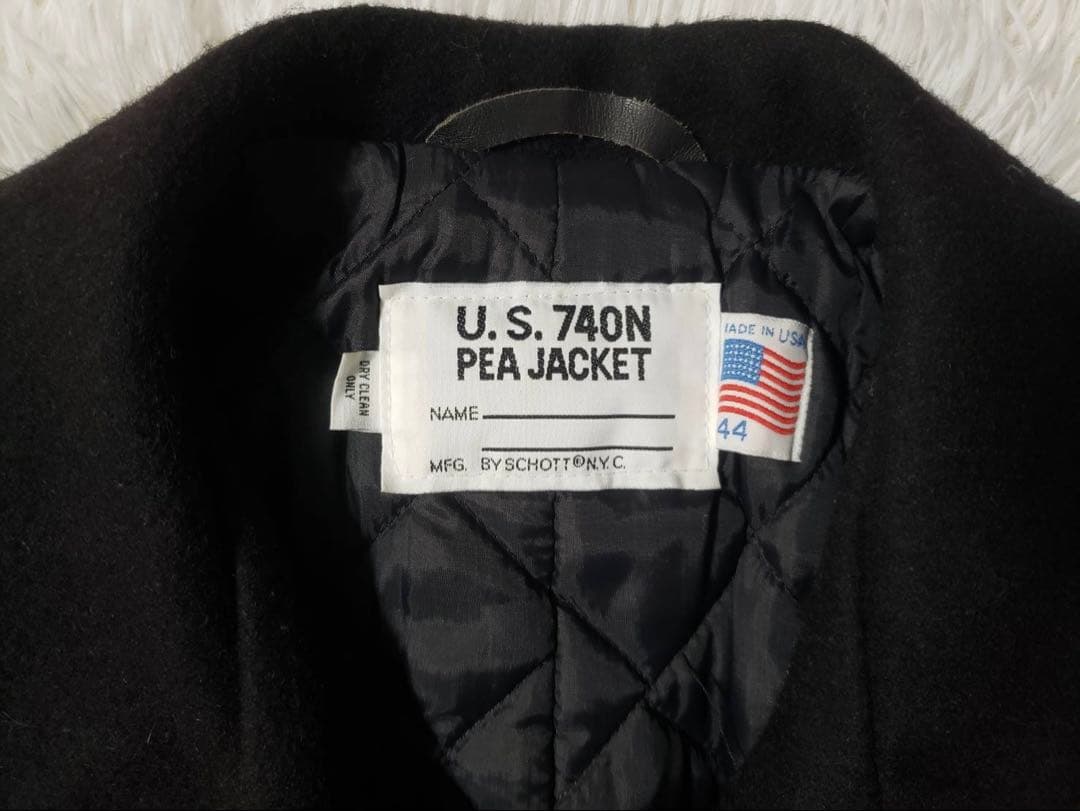 U. S. 740N
PEA JACKET
NAME
MFG. BY SCHOTT® N.Y.C.
DRY CLEAN
ONLY
MADE IN USA
44